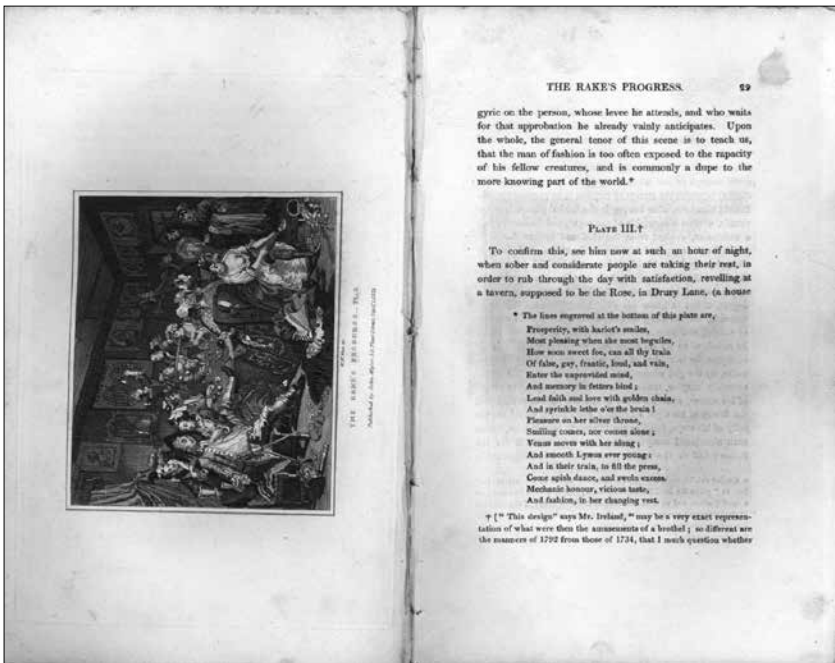 THE RAKE'S PROGRESS.
THE RAKE'S PROGRESS. 29
gyric on the person, whose levee he attends, and who waits
for that approbation he already vainly anticipates. Upon
the whole, the general tenor of this scene is to teach us,
that the man of fashion is too often exposed to the rapacity
of his fellow creatures, and is commonly a dupe to the
more knowing part of the world.*
PLATE III.†
To confirm this, see him now at such an hour of night,
when sober and considerate people are taking their rest, in
order to rub through the day with satisfaction, revelling at
a tavern, supposed to be the Rose, in Drury Lane, (a house
* The lines engraved at the bottom of this plate are,
Prosperity, with harlot's smiles,
Most pleasing when she most beguiles,
How soon sweet foe, can all thy train
Of false, gay, frantic, loud, and vain,
Enter the unprovided mind,
And memory in fetters bind ;
Load faith and love with golden chain,
And sprinkle lethe o'er the brain !
Pleasure on her silver throne,
Smiling comes, nor comes alone ;
Venus moves with her along ;
And smooth Lyæus ever young ;
And in their train, to fill the press,
Come apish dance, and swoln excess.
Mechanic honour, vicious taste,
And fashion, in her changing vest.
† [" This design" says Mr. Ireland, " may be a very exact represen-
tation of what were then the amusements of a brothel ; so different are
the manners of 1792 from those of 1734, that I much question whether